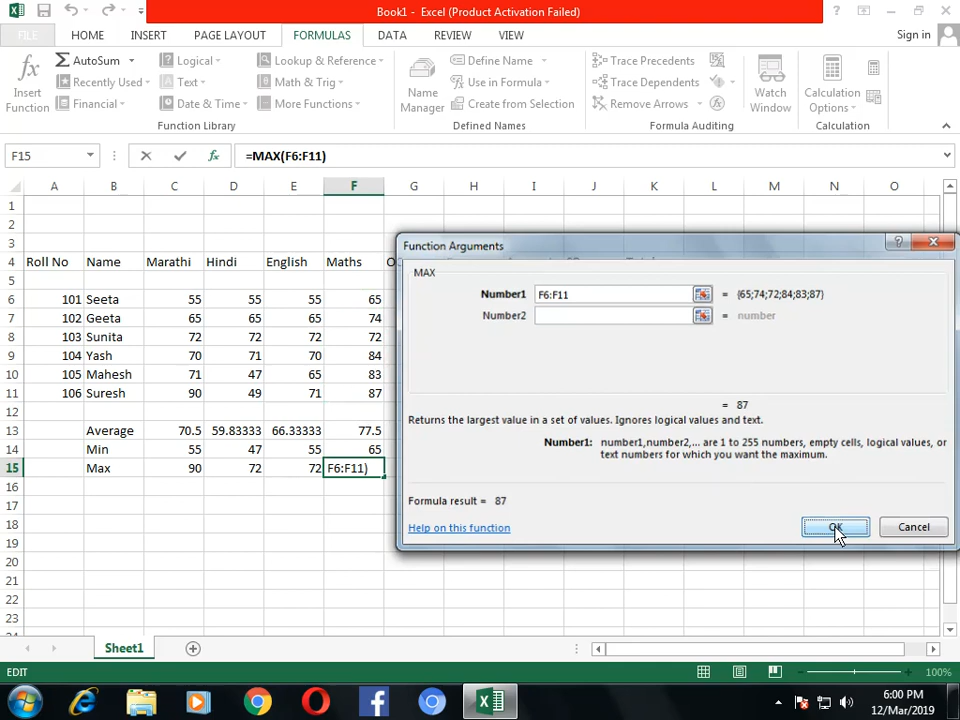 Book1 - Excel (Product Activation Failed)
FILE HOME INSERT PAGE LAYOUT FORMULAS DATA REVIEW VIEW Sign in
AutoSum Logical Lookup & Reference Define Name Trace Precedents
Recently Used Text Math & Trig Use in Formula Trace Dependents
Financial Date & Time More Functions Create from Selection Remove Arrows
Insert Function
Name Manager
Watch Window
Calculation Options
Function Library Defined Names Formula Auditing Calculation
F15 fx =MAX(F6:F11)
A B C D E F G H I J K L M N O
1
2
3
4 Roll No Name Marathi Hindi English Maths
5
6 101 Seeta 55 55 55 65
7 102 Geeta 65 65 65 74
8 103 Sunita 72 72 72 72
9 104 Yash 70 71 70 84
10 105 Mahesh 71 47 65 83
11 106 Suresh 90 49 71 87
12
13 Average 70.5 59.83333 66.33333 77.5
14 Min 55 47 55 65
15 Max 90 72 72 F6:F11)
16
17
18
19
20
21
22
23
Function Arguments
MAX
Number1 F6:F11 = {65;74;72;84;83;87}
Number2 = number
= 87
Returns the largest value in a set of values. Ignores logical values and text.
Number1: number1,number2,... are 1 to 255 numbers, empty cells, logical values, or
text numbers for which you want the maximum.
Formula result = 87
Help on this function OK Cancel
Sheet1
EDIT 100%
6:00 PM
12/Mar/2019